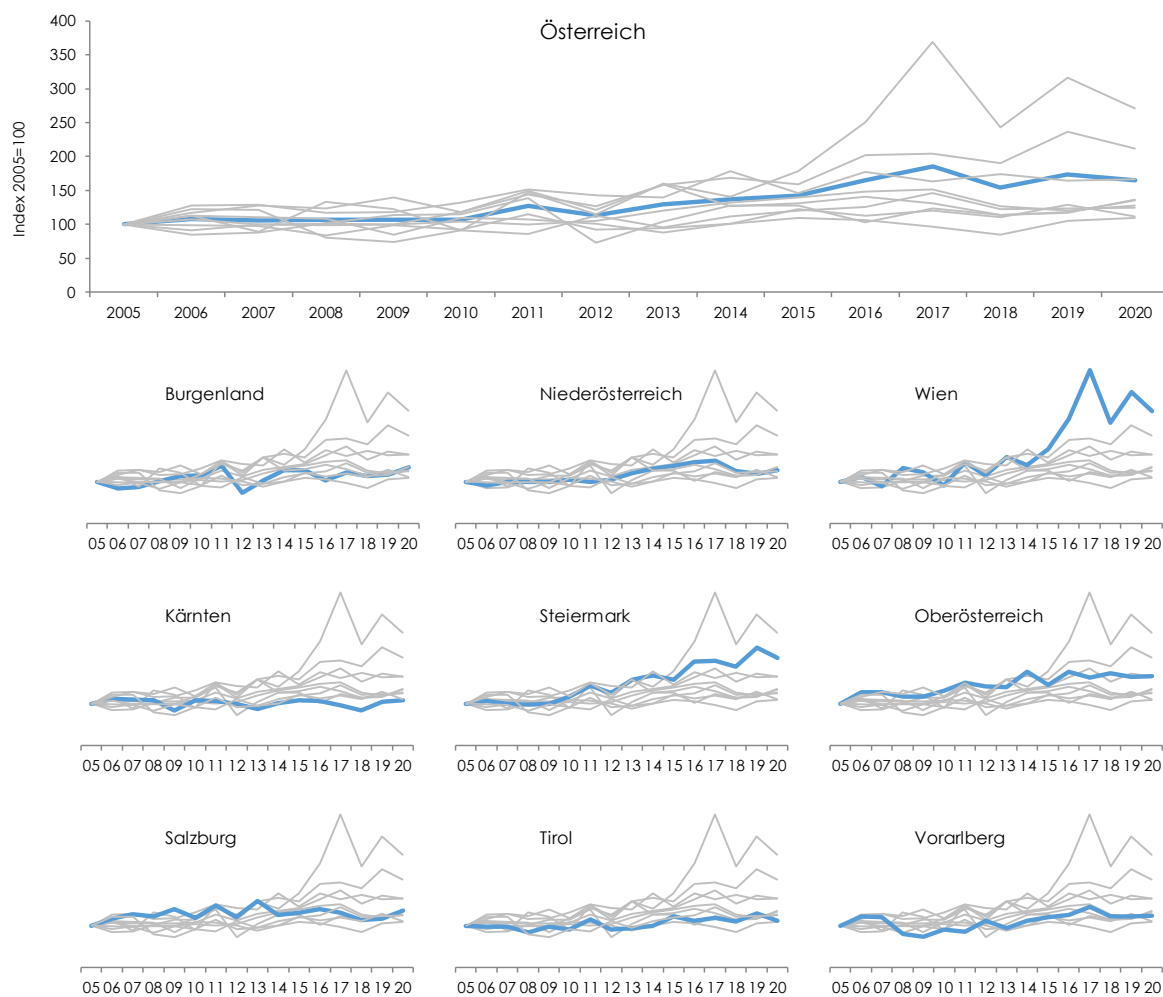 Österreich
Index 2005=100
400
350
300
250
200
150
100
50
0
2005 2006 2007 2008 2009 2010 2011 2012 2013 2014 2015 2016 2017 2018 2019 2020
Burgenland Niederösterreich Wien
05 06 07 08 09 10 11 12 13 14 15 16 17 18 19 20 05 06 07 08 09 10 11 12 13 14 15 16 17 18 19 20 05 06 07 08 09 10 11 12 13 14 15 16 17 18 19 20
Kärnten Steiermark Oberösterreich
05 06 07 08 09 10 11 12 13 14 15 16 17 18 19 20 05 06 07 08 09 10 11 12 13 14 15 16 17 18 19 20 05 06 07 08 09 10 11 12 13 14 15 16 17 18 19 20
Salzburg Tirol Vorarlberg
05 06 07 08 09 10 11 12 13 14 15 16 17 18 19 20 05 06 07 08 09 10 11 12 13 14 15 16 17 18 19 20 05 06 07 08 09 10 11 12 13 14 15 16 17 18 19 20